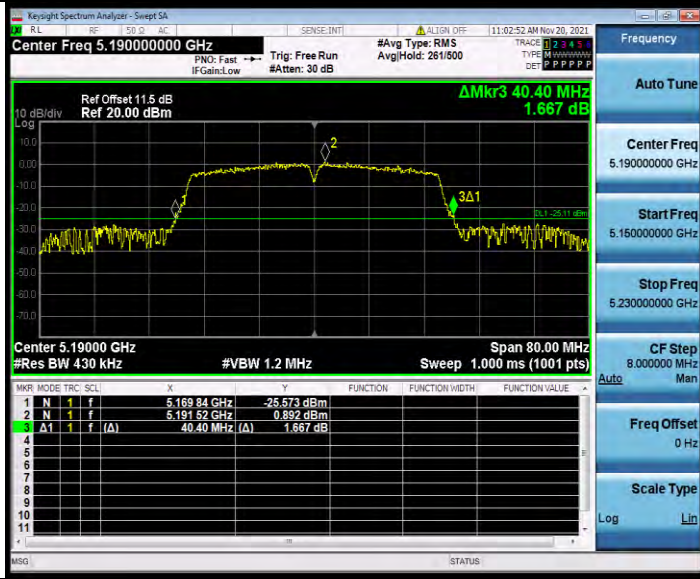 Keysight Spectrum Analyzer - Swept SA
RL RF 50 Ω AC SENSE:INT ALIGN OFF 11:02:52 AM Nov 20, 2021
Center Freq 5.190000000 GHz
PNO: Fast
IFGain:Low
Trig: Free Run
#Atten: 30 dB
#Avg Type: RMS
Avg|Hold: 261/500
TRACE 1 2 3 4 5
TYPE M
DET P P P P P P
ΔMkr3 40.40 MHz
1.667 dB
Ref Offset 11.5 dB
10 dB/div Ref 20.00 dBm
Log
10.0
0.00
-10.0
-20.0
-30.0
-40.0
-50.0
-60.0
-70.0
2
3Δ1
DL1 -25.11 dBm
Center 5.19000 GHz Span 80.00 MHz
#Res BW 430 kHz #VBW 1.2 MHz Sweep 1.000 ms (1001 pts)
MKR MODE TRC SCL X Y FUNCTION FUNCTION WIDTH FUNCTION VALUE
1 N 1 f 5.169 84 GHz -25.573 dBm
2 N 1 f 5.191 52 GHz 0.892 dBm
3 Δ1 1 f (Δ) 40.40 MHz (Δ) 1.667 dB
4
5
6
7
8
9
10
11
MSG STATUS
Frequency
Auto Tune
Center Freq
5.190000000 GHz
Start Freq
5.150000000 GHz
Stop Freq
5.230000000 GHz
CF Step
8.000000 MHz
Auto Man
Freq Offset
0 Hz
Scale Type
Log Lin